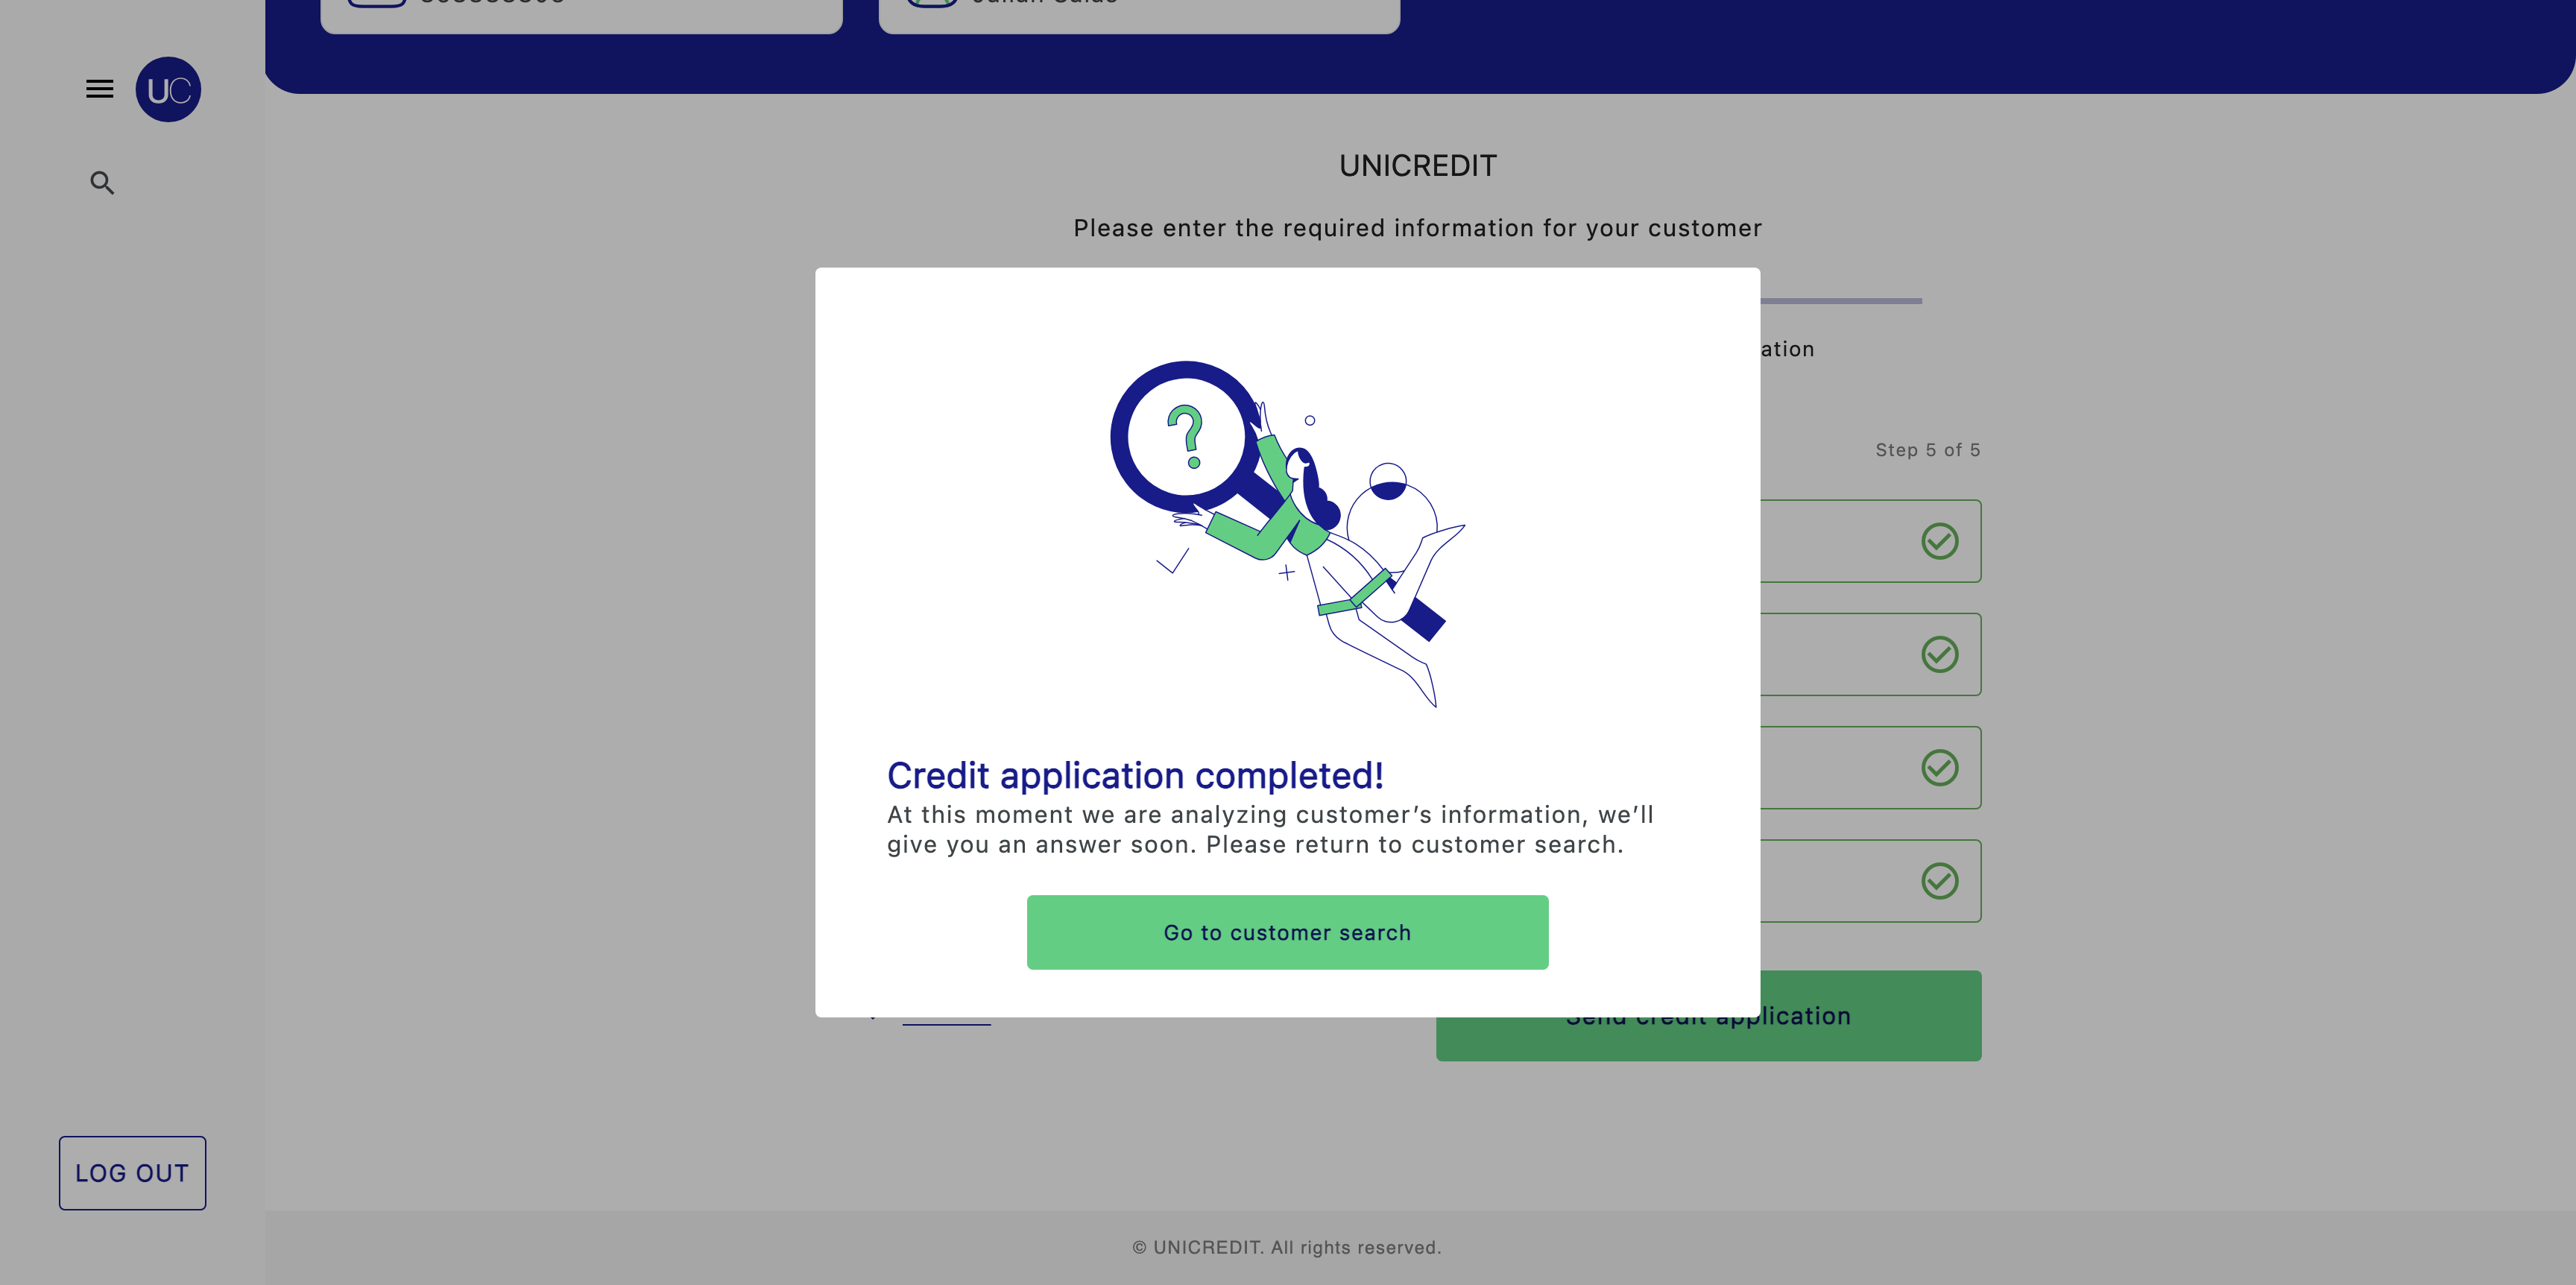 UC
UNICREDIT
Please enter the required information for your customer
Step 5 of 5
?
Credit application completed!
At this moment we are analyzing customer’s information, we’ll
give you an answer soon. Please return to customer search.
Go to customer search
Send credit application
LOG OUT
© UNICREDIT. All rights reserved.